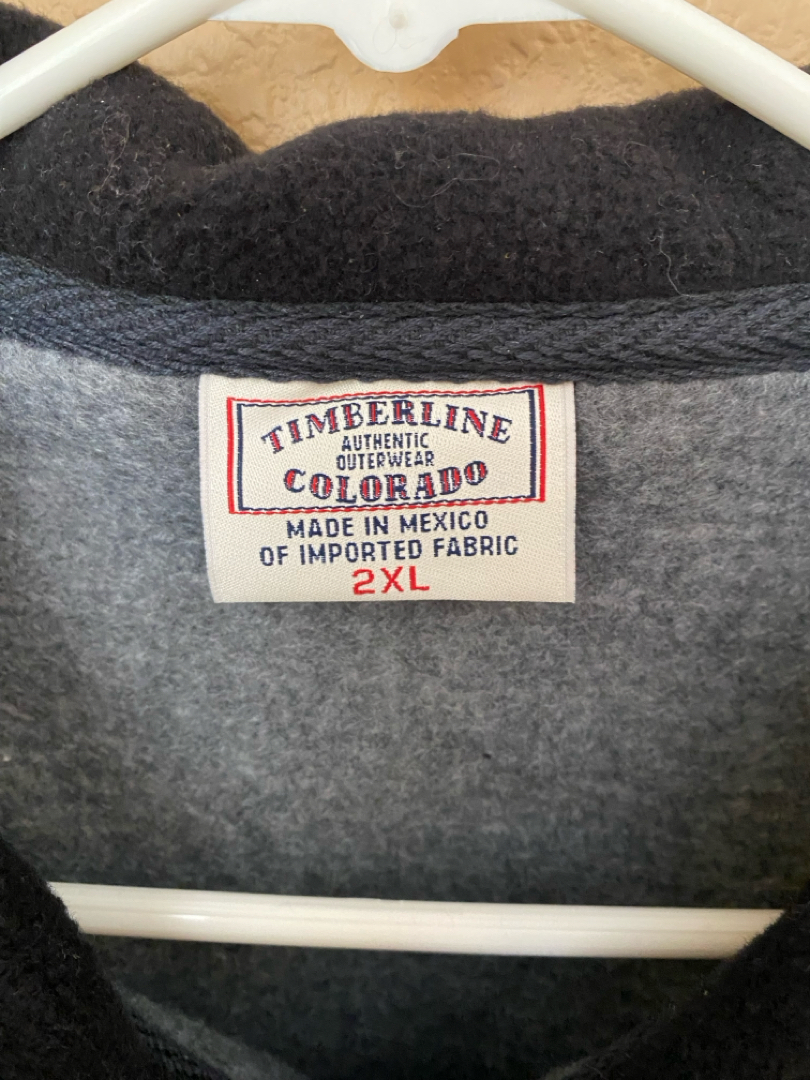 TIMBERLINE
AUTHENTIC
OUTERWEAR
COLORADO
MADE IN MEXICO
OF IMPORTED FABRIC
2XL